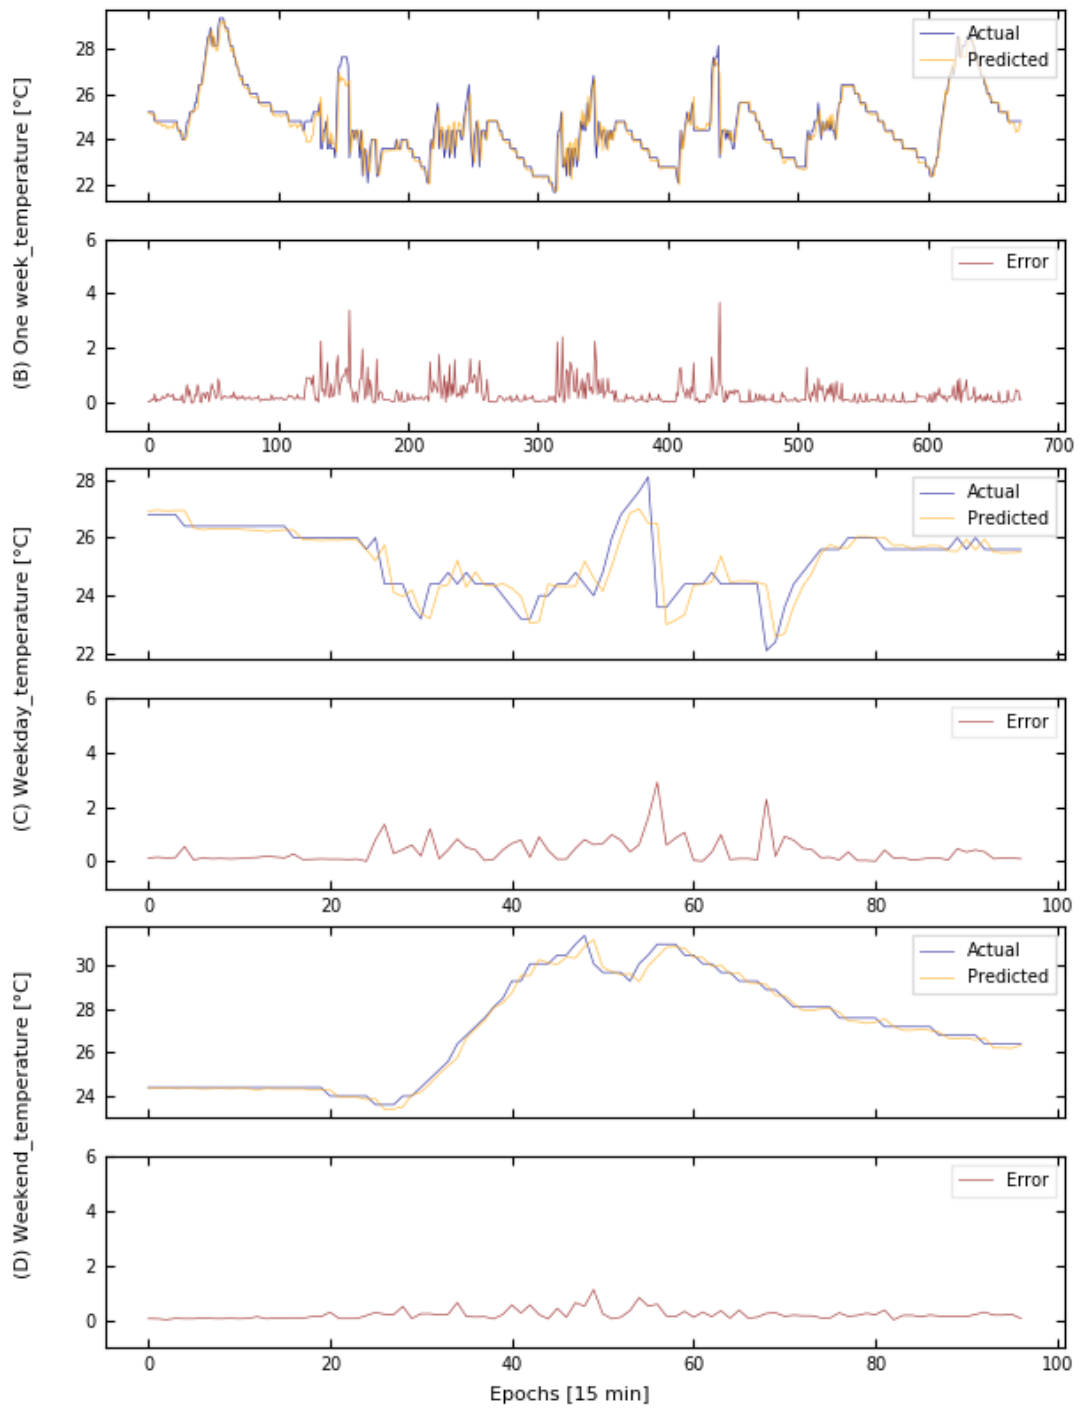 (B) One week_temperature [°C]
28
26
24
22
Actual
Predicted
6
4
2
0
Error
0 100 200 300 400 500 600 700
(C) Weekday_temperature [°C]
28
26
24
22
Actual
Predicted
6
4
2
0
Error
0 20 40 60 80 100
(D) Weekend_temperature [°C]
30
28
26
24
Actual
Predicted
6
4
2
0
Error
0 20 40 60 80 100
Epochs [15 min]